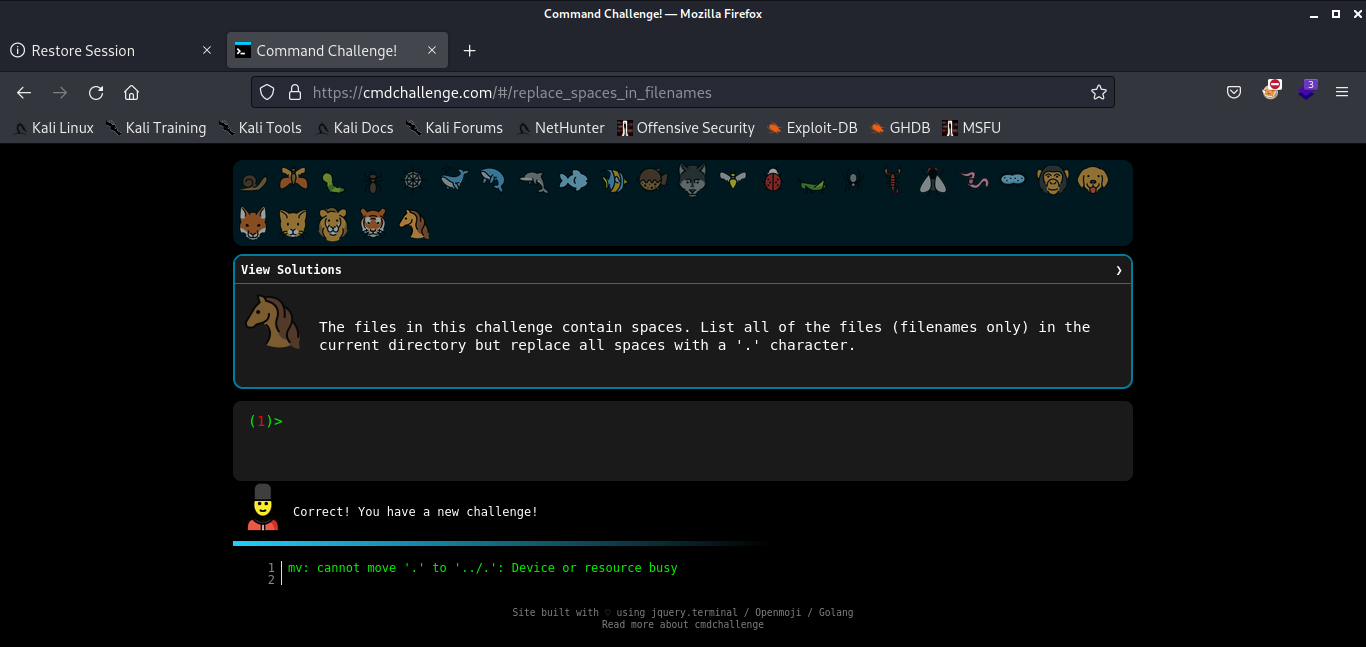 Command Challenge! — Mozilla Firefox
Restore Session
Command Challenge!
https://cmdchallenge.com/#/replace_spaces_in_filenames
3
Kali Linux Kali Training Kali Tools Kali Docs Kali Forums NetHunter Offensive Security Exploit-DB GHDB MSFU
View Solutions
The files in this challenge contain spaces. List all of the files (filenames only) in the
current directory but replace all spaces with a '.' character.
(1)>
Correct! You have a new challenge!
1 mv: cannot move '.' to '../.': Device or resource busy
2
Site built with ♡ using jquery.terminal / Openmoji / Golang
Read more about cmdchallenge